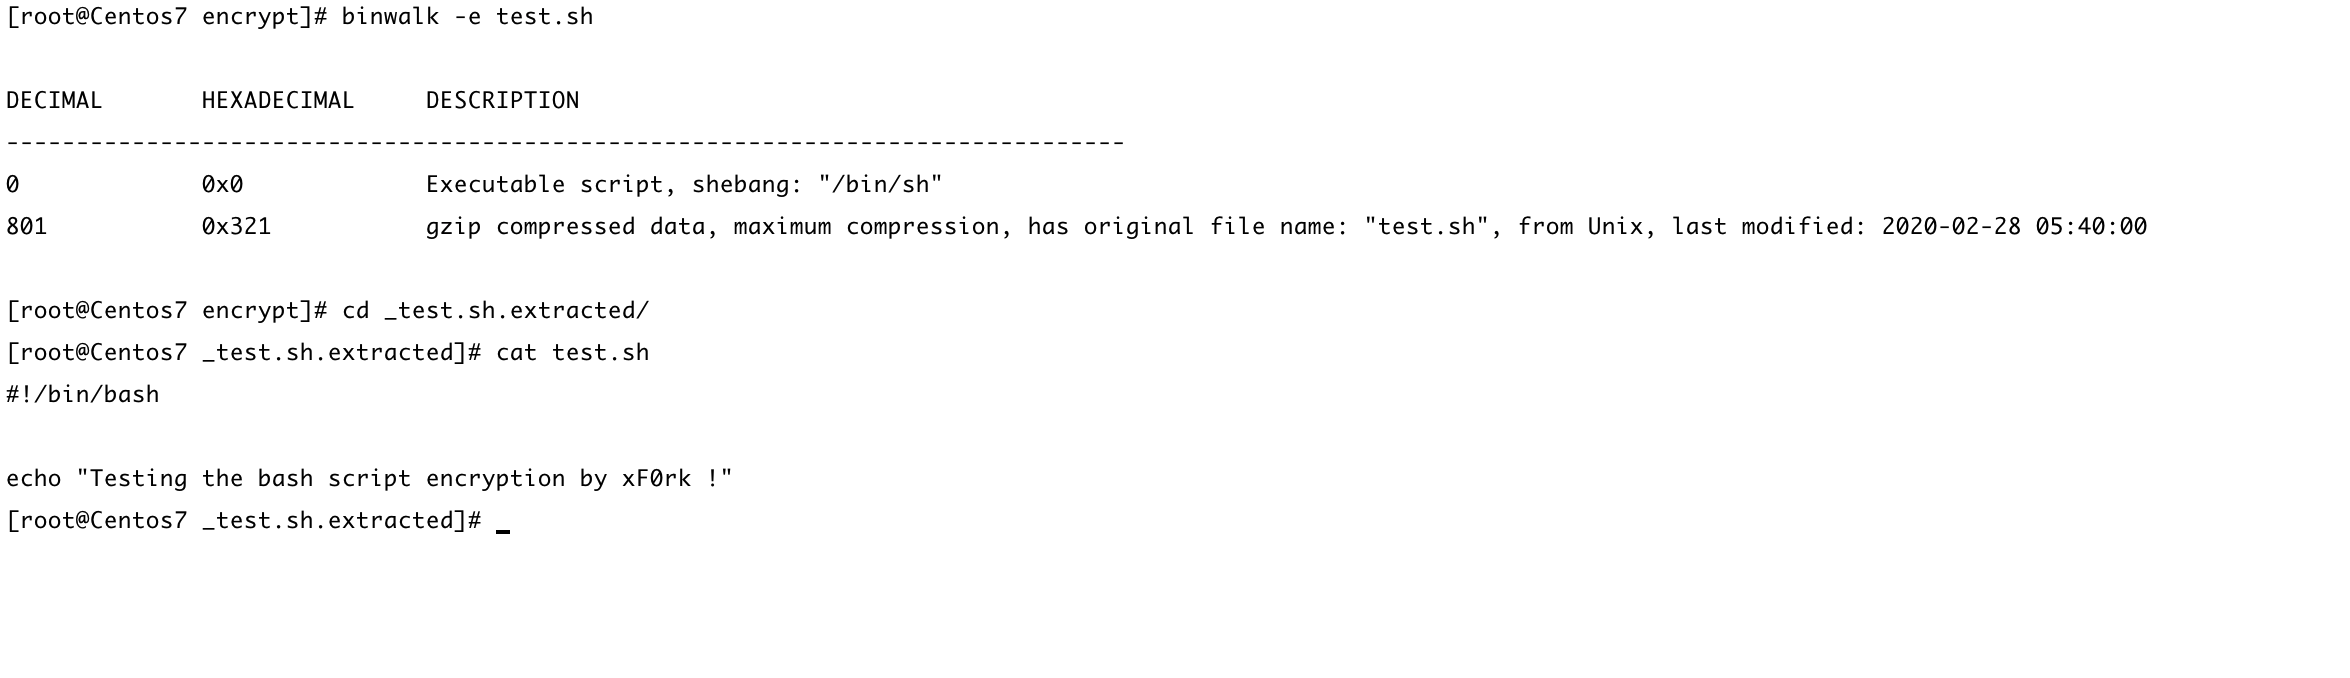 [root@Centos7 encrypt]# binwalk -e test.sh
DECIMAL       HEXADECIMAL     DESCRIPTION
--------------------------------------------------------------------------------
0             0x0             Executable script, shebang: "/bin/sh"
801           0x321           gzip compressed data, maximum compression, has original file name: "test.sh", from Unix, last modified: 2020-02-28 05:40:00
[root@Centos7 encrypt]# cd _test.sh.extracted/
[root@Centos7 _test.sh.extracted]# cat test.sh
#!/bin/bash
echo "Testing the bash script encryption by xF0rk !"
[root@Centos7 _test.sh.extracted]# _